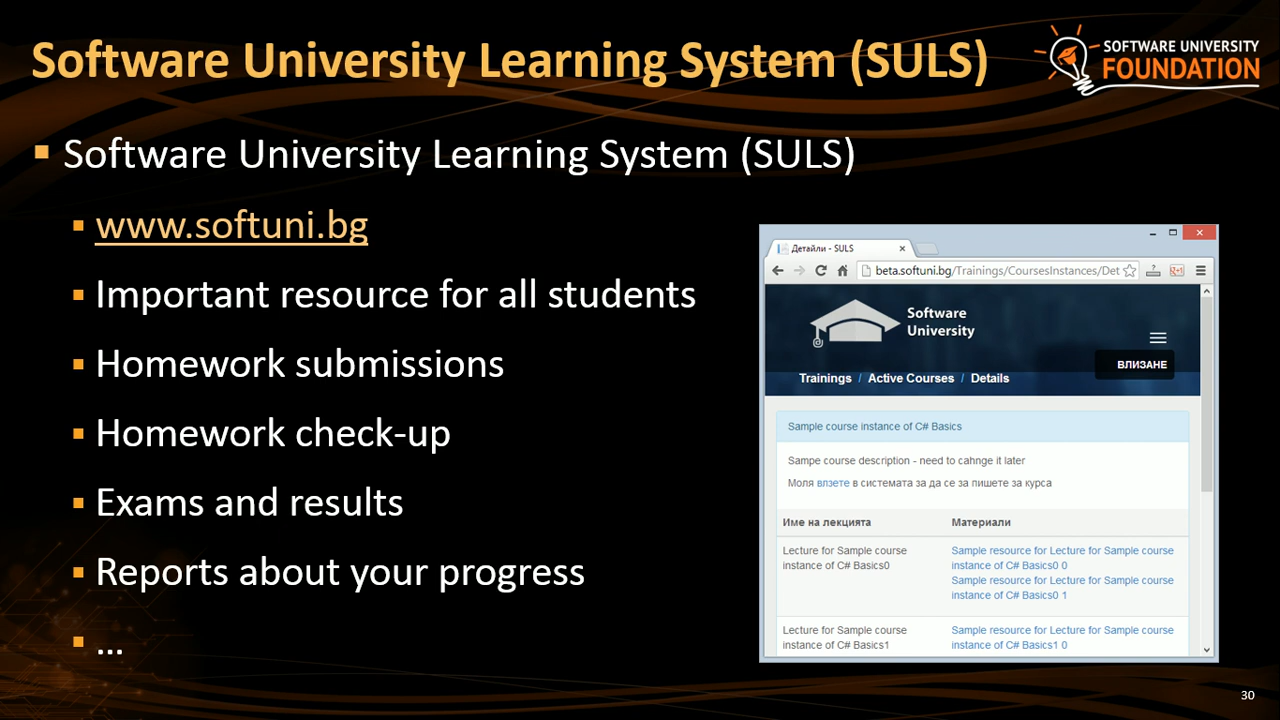 Software University Learning System (SULS)
SOFTWARE UNIVERSITY
FOUNDATION
Software University Learning System (SULS)
www.softuni.bg
Important resource for all students
Homework submissions
Homework check-up
Exams and results
Reports about your progress
...
Детайли - SULS
beta.softuni.bg/Trainings/CoursesInstances/Det
Software
University
ВЛИЗАНЕ
Trainings / Active Courses / Details
Sample course instance of C# Basics
Sampe course description - need to cahnge it later
Моля влзете в системата за да се за пишете за курса
Име на лекцията Материали
Lecture for Sample course
instance of C# Basics0
Sample resource for Lecture for Sample course
instance of C# Basics0 0
Sample resource for Lecture for Sample course
instance of C# Basics0 1
Lecture for Sample course
instance of C# Basics1
Sample resource for Lecture for Sample course
instance of C# Basics1 0
30